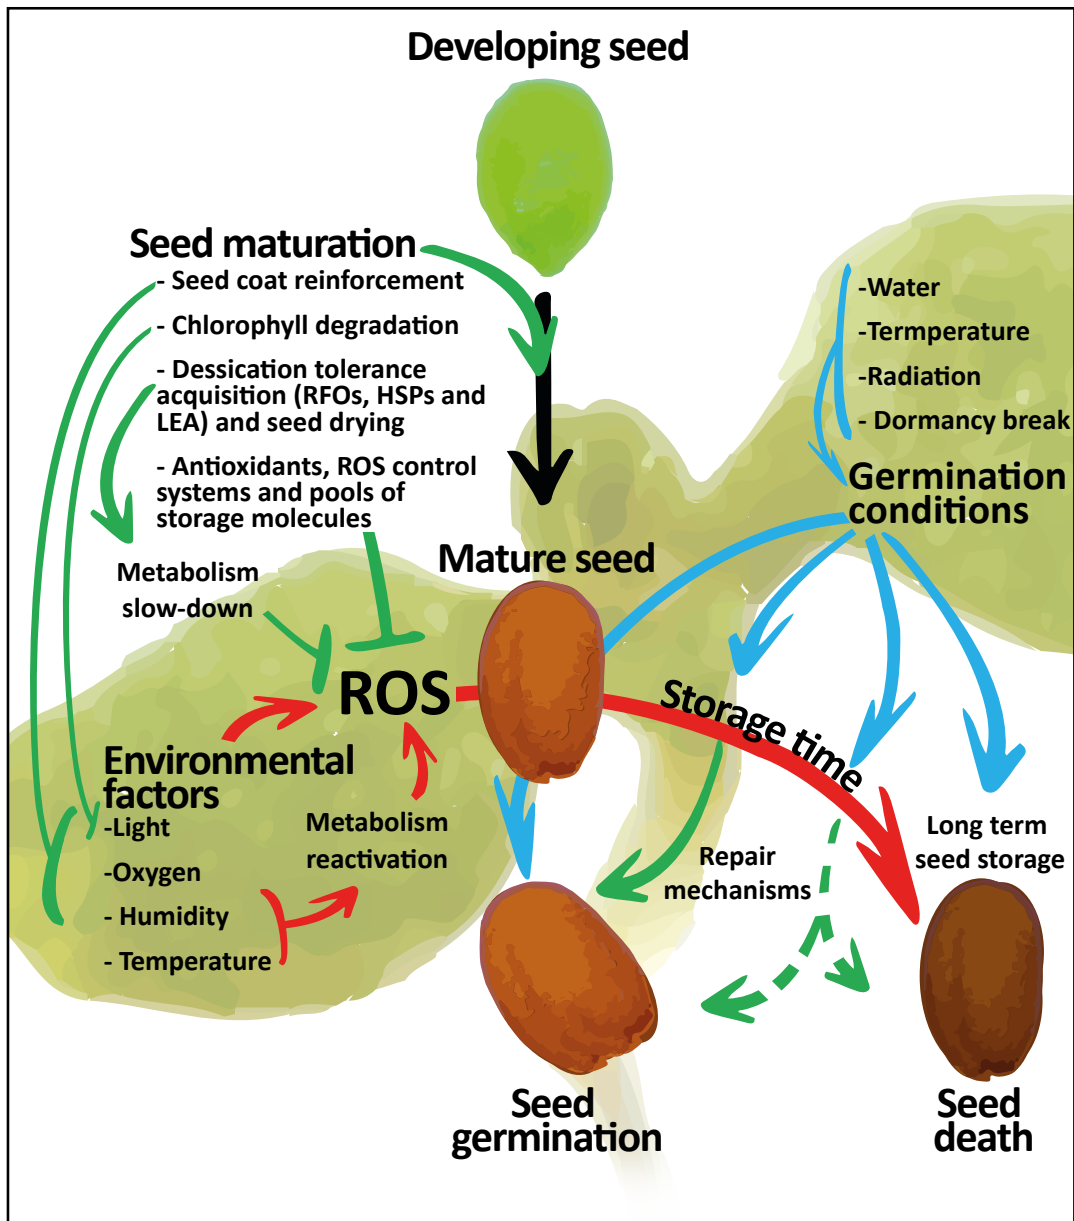 Developing seed
Seed maturation
- Seed coat reinforcement
- Chlorophyll degradation
- Dessication tolerance
acquisition (RFOs, HSPs and
LEA) and seed drying
- Antioxidants, ROS control
systems and pools of
storage molecules
-Water
-Termperature
-Radiation
- Dormancy break
Germination
conditions
Mature seed
Metabolism
slow-down
ROS
Storage time
Environmental
factors
-Light
-Oxygen
- Humidity
- Temperature
Metabolism
reactivation
Repair
mechanisms
Long term
seed storage
Seed
germination
Seed
death